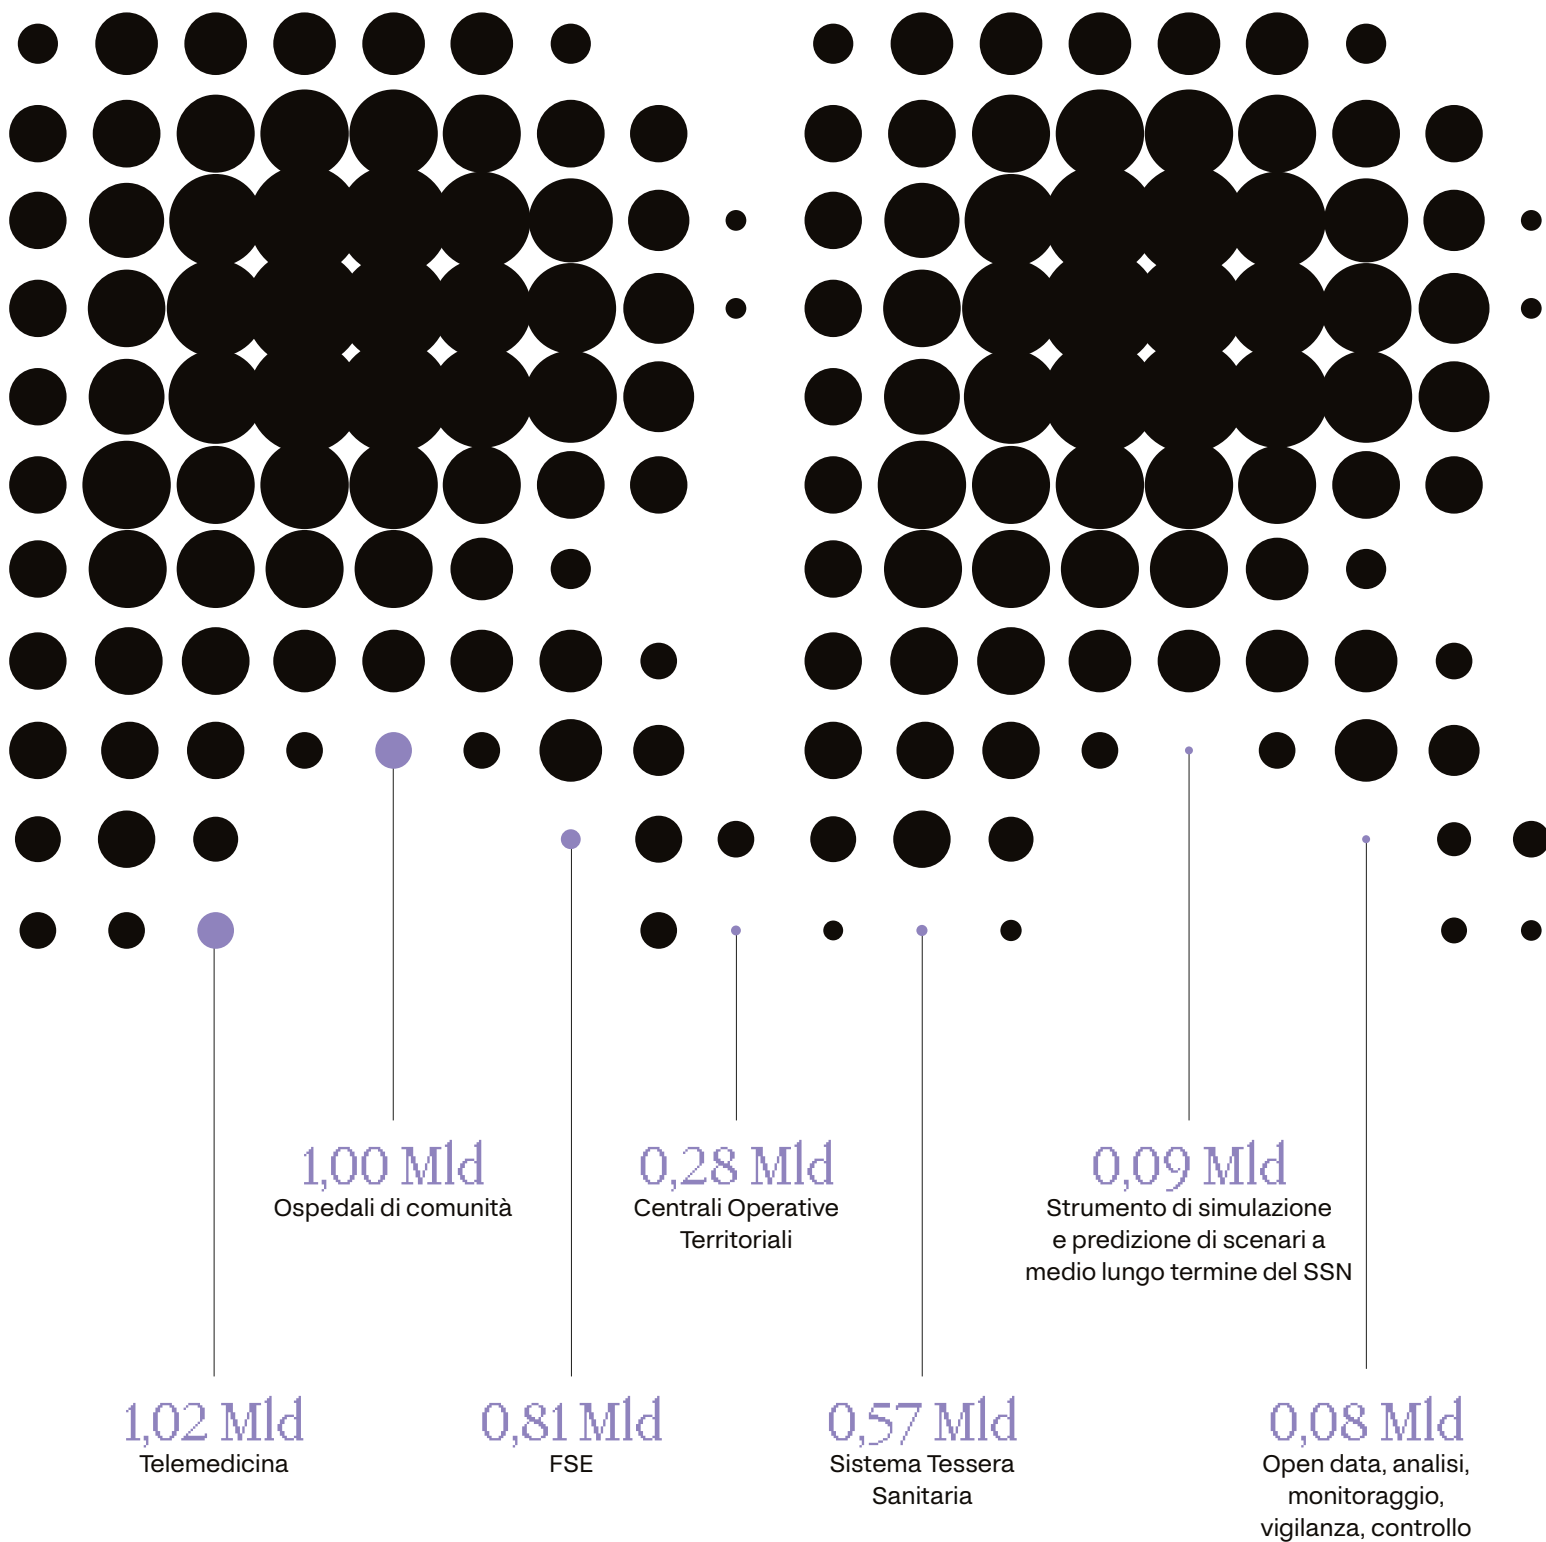 1,00 Mld
Ospedali di comunità
0,28 Mld
Centrali Operative
Territoriali
0,09 Mld
Strumento di simulazione
e predizione di scenari a
medio lungo termine del SSN
1,02 Mld
Telemedicina
0,81 Mld
FSE
0,57 Mld
Sistema Tessera
Sanitaria
0,08 Mld
Open data, analisi,
monitoraggio,
vigilanza, controllo